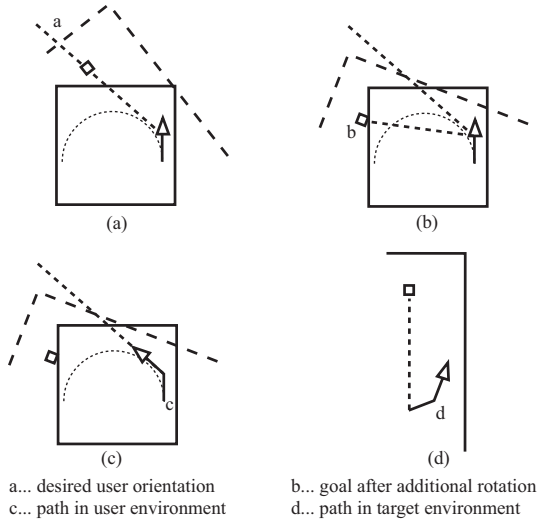 a
(a)
b
(b)
c
(c)
d
(d)
a... desired user orientation
b... goal after additional rotation
c... path in user environment
d... path in target environment